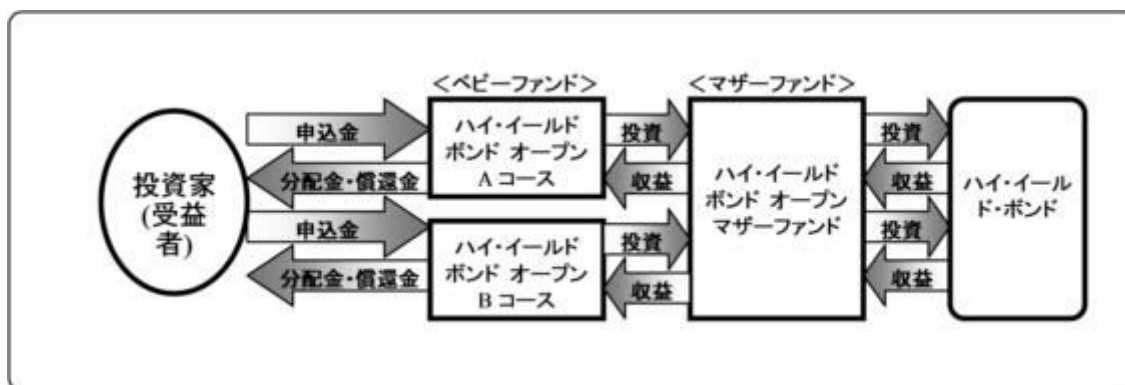 <ベビーファンド>
<マザーファンド>
申込金
分配金・償還金
申込金
分配金・償還金
投資家
(受益
者)
ハイ・イールド
ボンド オープン
A コース
ハイ・イールド
ボンド オープン
B コース
投資
収益
投資
収益
ハイ・イールド
ボンド オープン
マザーファンド
投資
収益
投資
収益
ハイ・イール
ド・ボンド